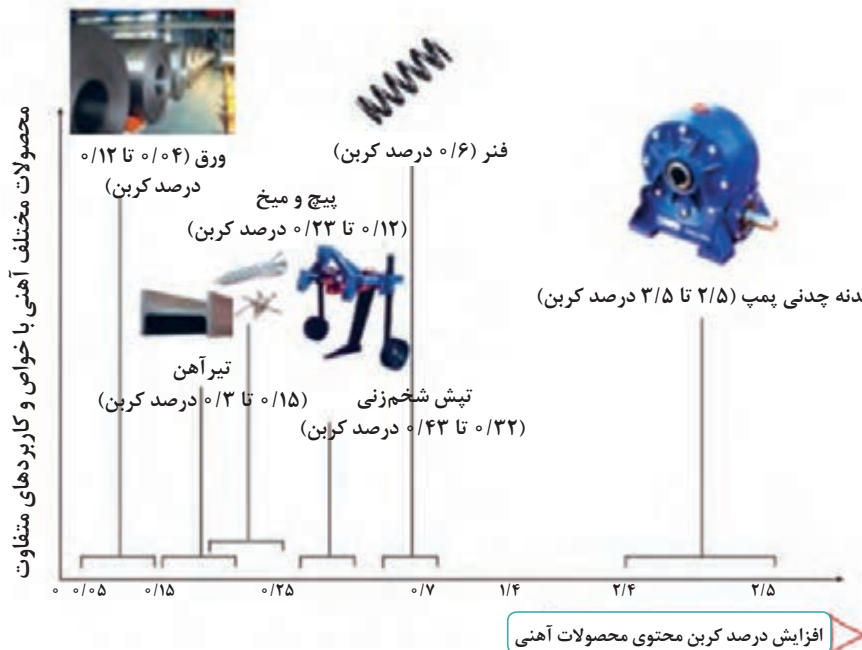 محصولات مختلف آهنی با خواص و کاربردهای متفاوت
ورق (۰/۰۴ تا ۰/۱۲
درصد کربن)
فنر (۰/۶ درصد کربن)
پیچ و میخ
(۰/۱۲ تا ۰/۲۳ درصد کربن)
دنه چدنی پمپ (۲/۵ تا ۳/۵ درصد کربن)
تیرآهن
(۰/۱۵ تا ۰/۳ درصد کربن)
تپش شخم‌زنی
(۰/۳۲ تا ۰/۴۳ درصد کربن)
۰ ۰/۰۵ ۰/۱۵ ۰/۲۵ ۰/۷ ۱/۴ ۲/۴ ۲/۵
افزایش درصد کربن محتوی محصولات آهنی